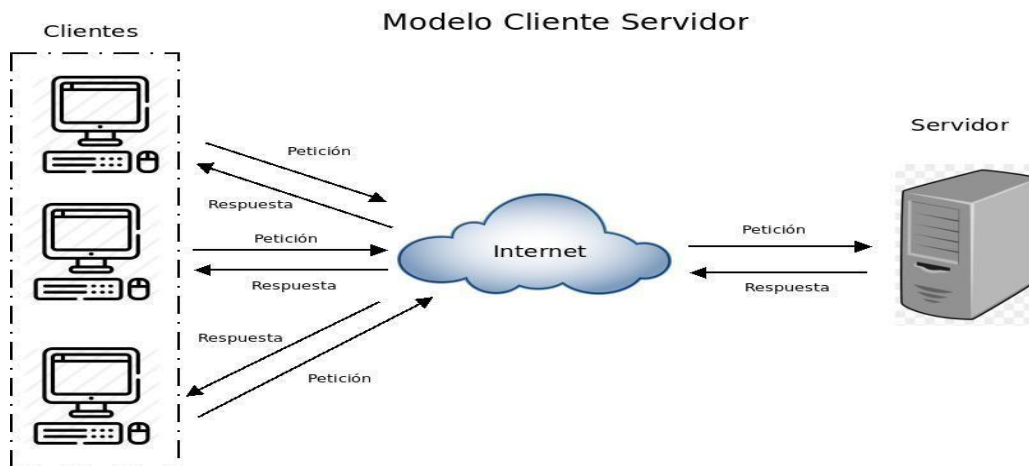 Modelo Cliente Servidor
Clientes
Servidor
Petición
Respuesta
Petición
Respuesta
Respuesta
Petición
Internet
Petición
Respuesta